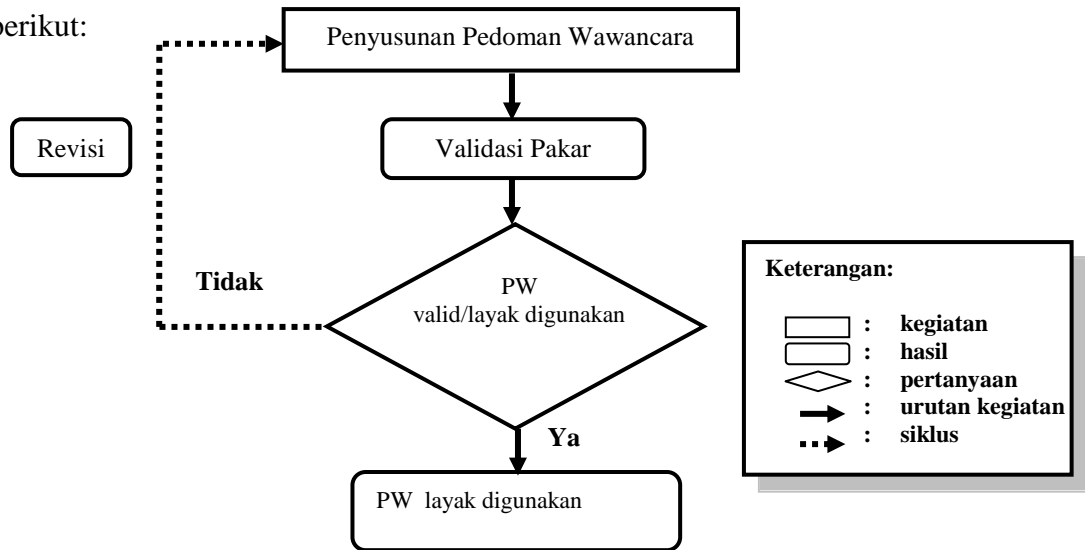 berikut:
Penyusunan Pedoman Wawancara
Revisi
Validasi Pakar
Tidak
PW
valid/layak digunakan
Ya
PW layak digunakan
Keterangan:
: kegiatan
: hasil
: pertanyaan
: urutan kegiatan
: siklus